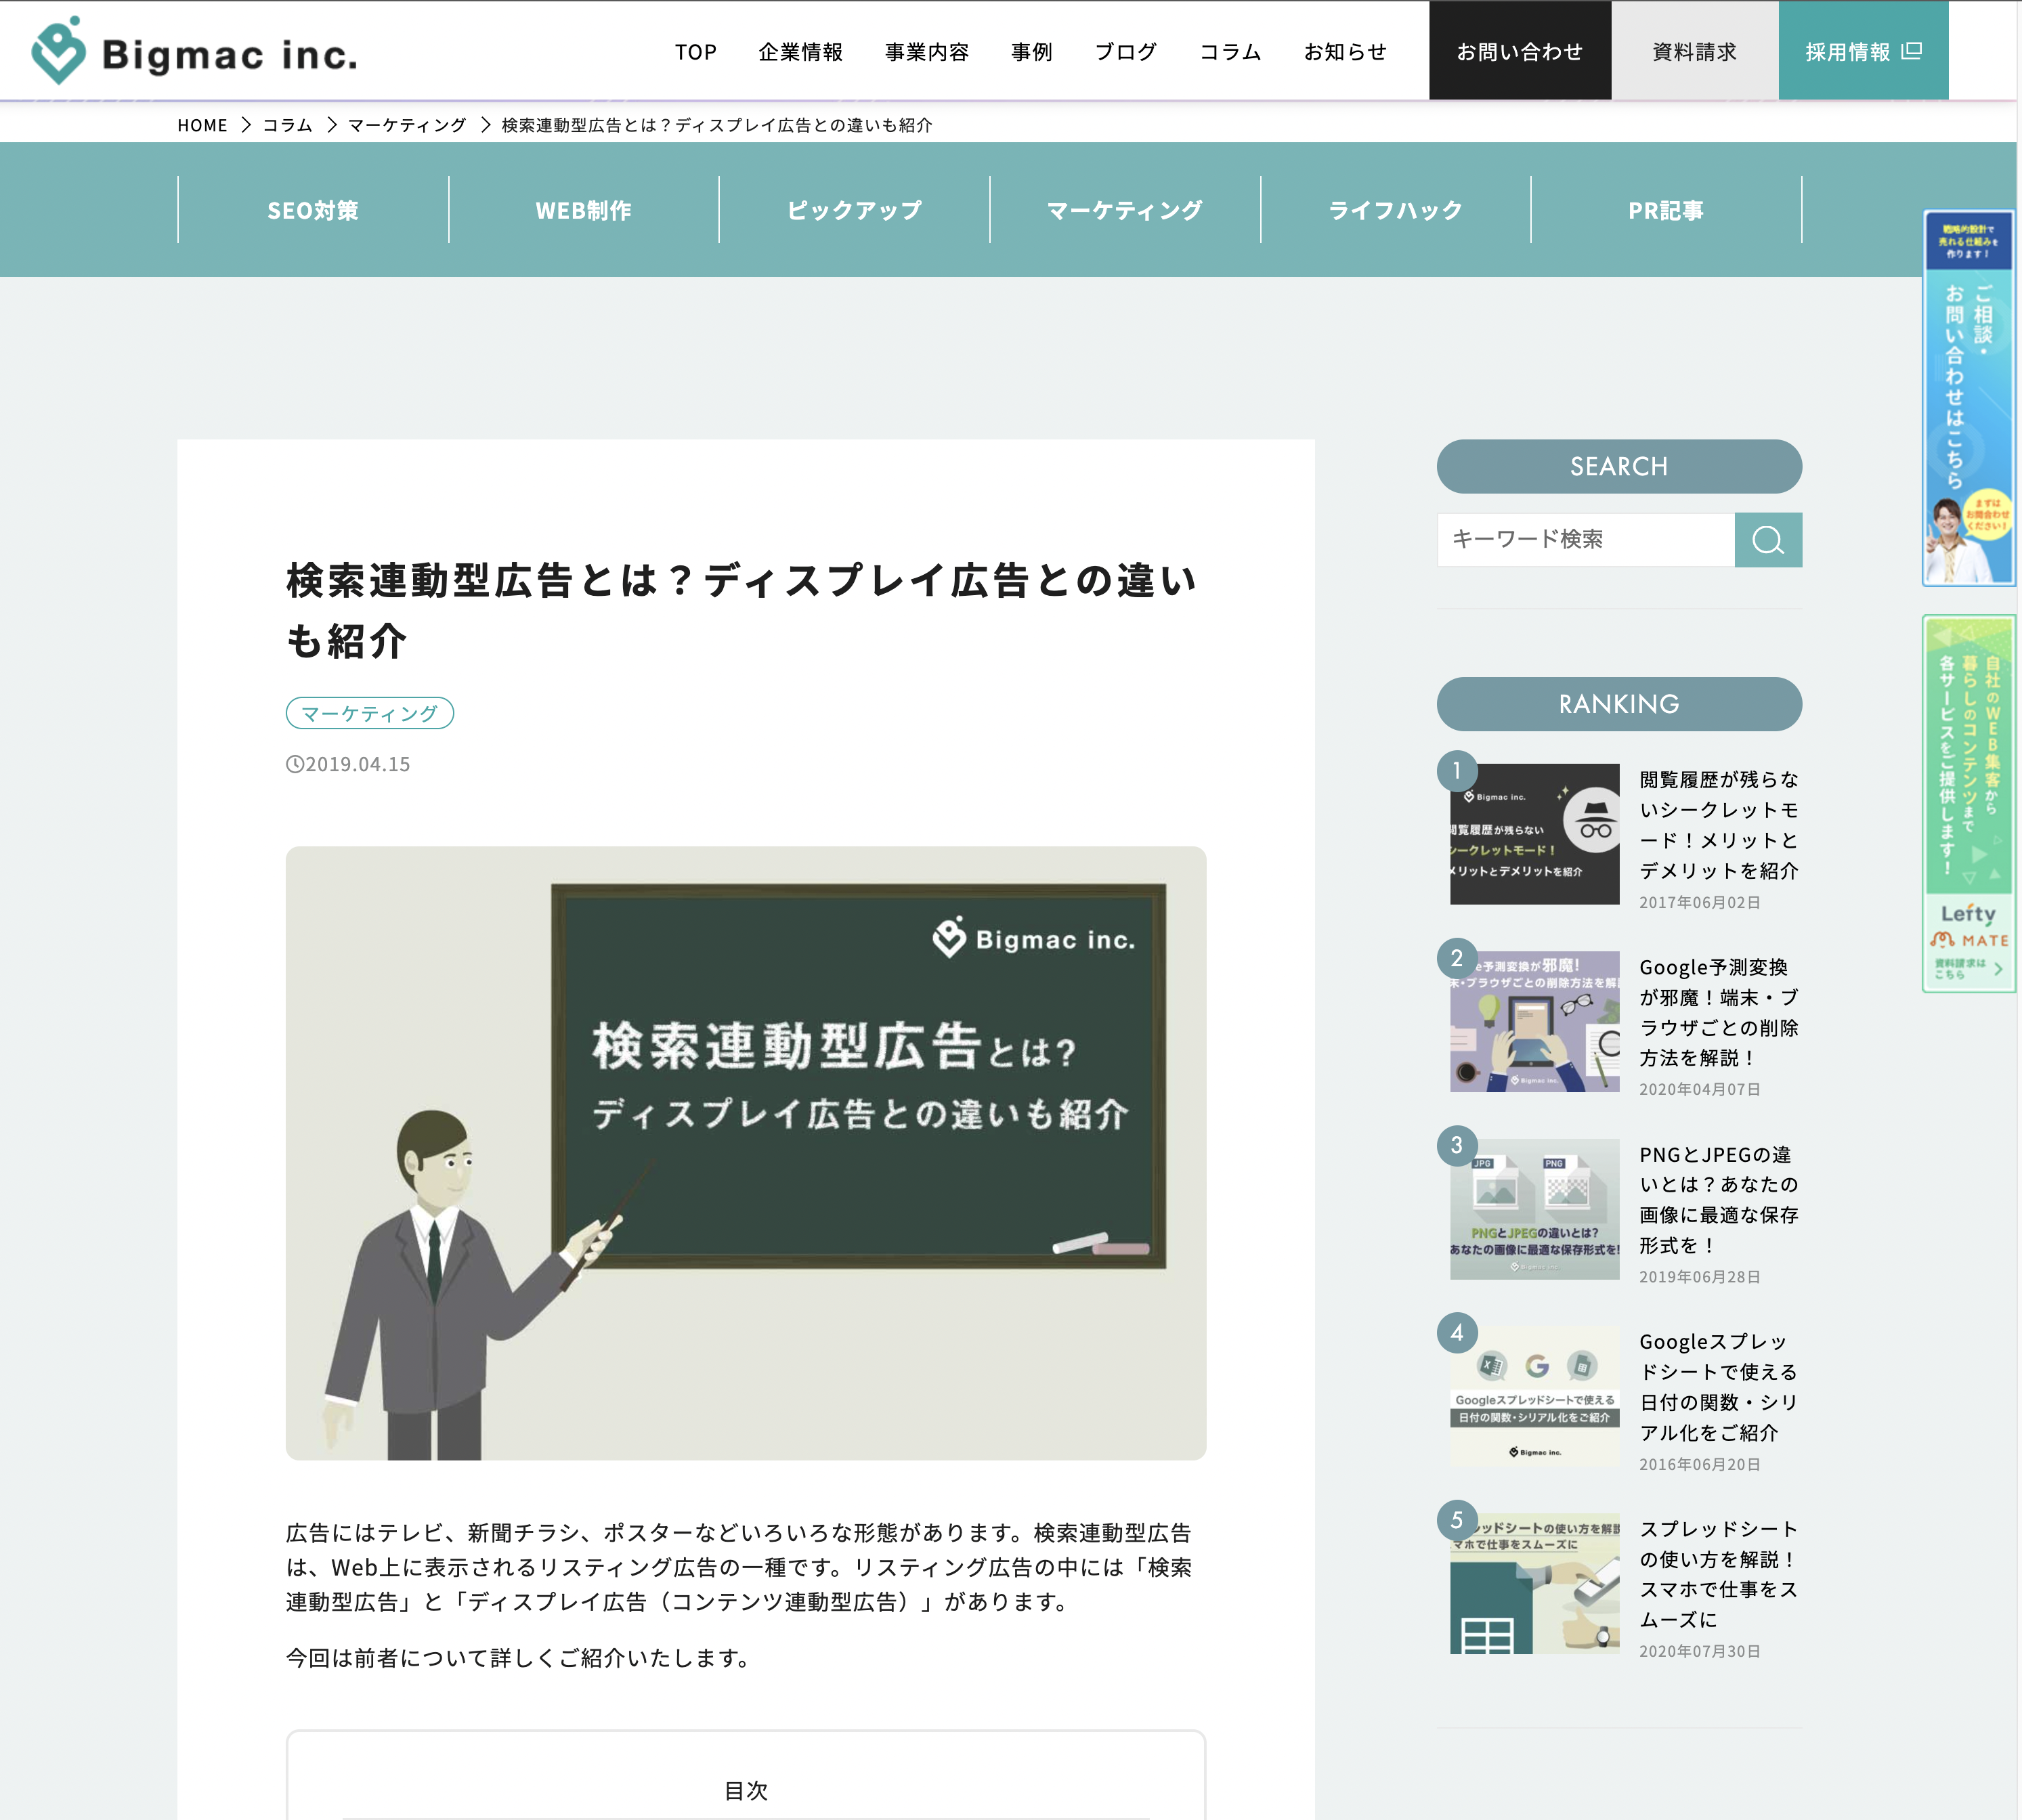 Bigmac inc.
TOP 企業情報 事業内容 事例 ブログ コラム お知らせ お問い合わせ 資料請求 採用情報
HOME コラム マーケティング 検索連動型広告とは？ディスプレイ広告との違いも紹介
SEO対策 WEB制作 ピックアップ マーケティング ライフハック PR記事
検索連動型広告とは？ディスプレイ広告との違い
も紹介
マーケティング
2019.04.15
Bigmac inc.
検索連動型広告とは?
ディスプレイ広告との違いも紹介
広告にはテレビ、新聞チラシ、ポスターなどいろいろな形態があります。検索連動型広告
は、Web上に表示されるリスティング広告の一種です。リスティング広告の中には「検索
連動型広告」と「ディスプレイ広告（コンテンツ連動型広告）」があります。
今回は前者について詳しくご紹介いたします。
目次
SEARCH
キーワード検索
RANKING
1
Bigmac inc.
閲覧履歴が残らない
シークレットモード！
メリットとデメリットを紹介
閲覧履歴が残らな
いシークレットモ
ード！メリットと
デメリットを紹介
2017年06月02日
2
e予測変換が邪魔!
末・ブラウザごとの削除方法を解説
Bigmac inc.
Google予測変換
が邪魔！端末・ブ
ラウザごとの削除
方法を解説！
2020年04月07日
3
JPG PNG
PNGとJPEGの違いとは?
あなたの画像に最適な保存形式を!
Bigmac inc.
PNGとJPEGの違
いとは？あなたの
画像に最適な保存
形式を！
2019年06月28日
4
Googleスプレッドシートで使える
日付の関数・シリアル化をご紹介
Bigmac inc.
Googleスプレッ
ドシートで使える
日付の関数・シリ
アル化をご紹介
2016年06月20日
5
ッドシートの使い方を解説
マホで仕事をスムーズに
スプレッドシート
の使い方を解説！
スマホで仕事をス
ムーズに
2020年07月30日
戦略的設計で
売れる仕組みを
作ります！
ご相談・
お問い合わせはこちら
まずは
お問合わせ
ください！
自社のWEB集客から
暮らしのコンテンツまで
各サービスをご提供します！
Lefty
MATE
資料請求は
こちら